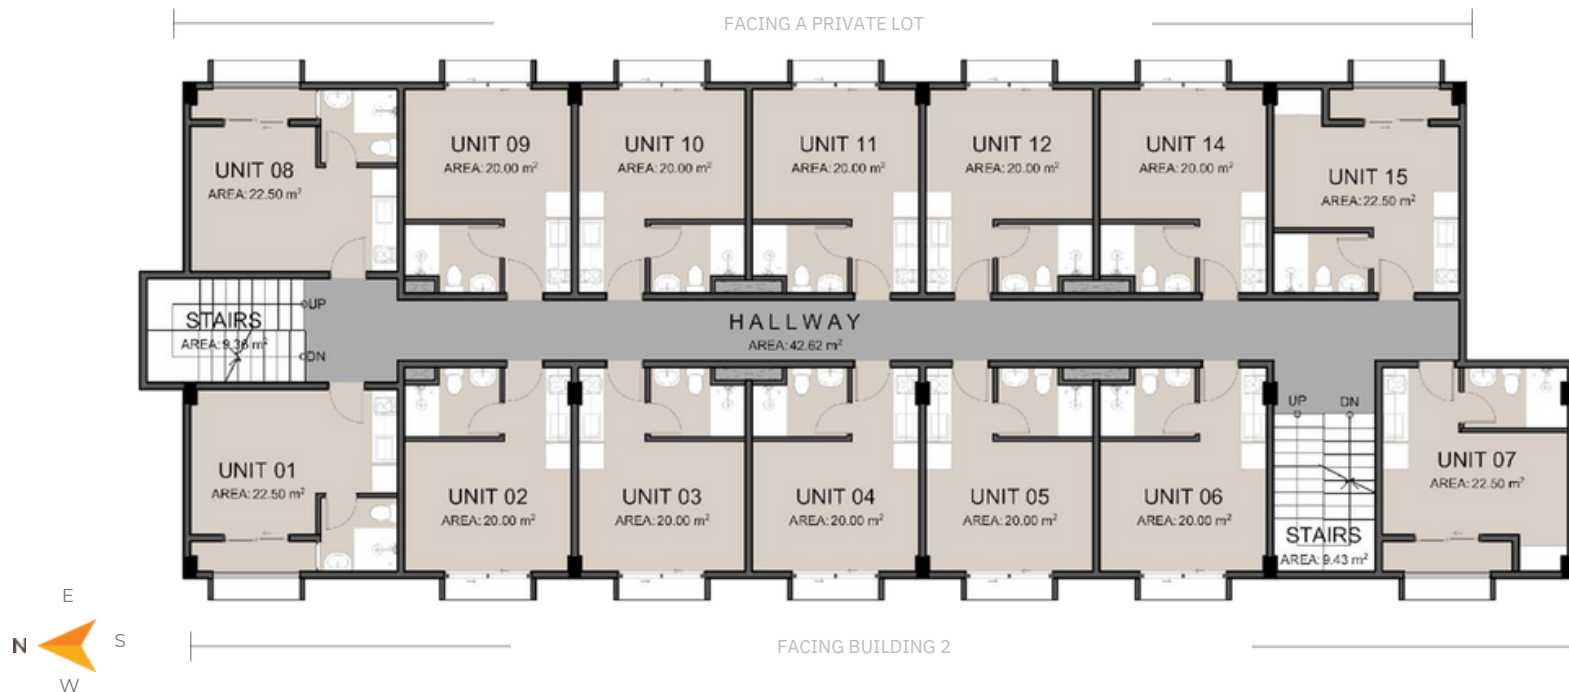 FACING A PRIVATE LOT
UNIT 08
AREA: 22.50 m²
UNIT 09
AREA: 20.00 m²
UNIT 10
AREA: 20.00 m²
UNIT 11
AREA: 20.00 m²
UNIT 12
AREA: 20.00 m²
UNIT 14
AREA: 20.00 m²
UNIT 15
AREA: 22.50 m²
UP
STAIRS
AREA: 9.36 m²
DN
HALLWAY
AREA: 42.62 m²
UP DN
UNIT 01
AREA: 22.50 m²
UNIT 02
AREA: 20.00 m²
UNIT 03
AREA: 20.00 m²
UNIT 04
AREA: 20.00 m²
UNIT 05
AREA: 20.00 m²
UNIT 06
AREA: 20.00 m²
STAIRS
AREA: 9.43 m²
UNIT 07
AREA: 22.50 m²
E
N S
W
FACING BUILDING 2